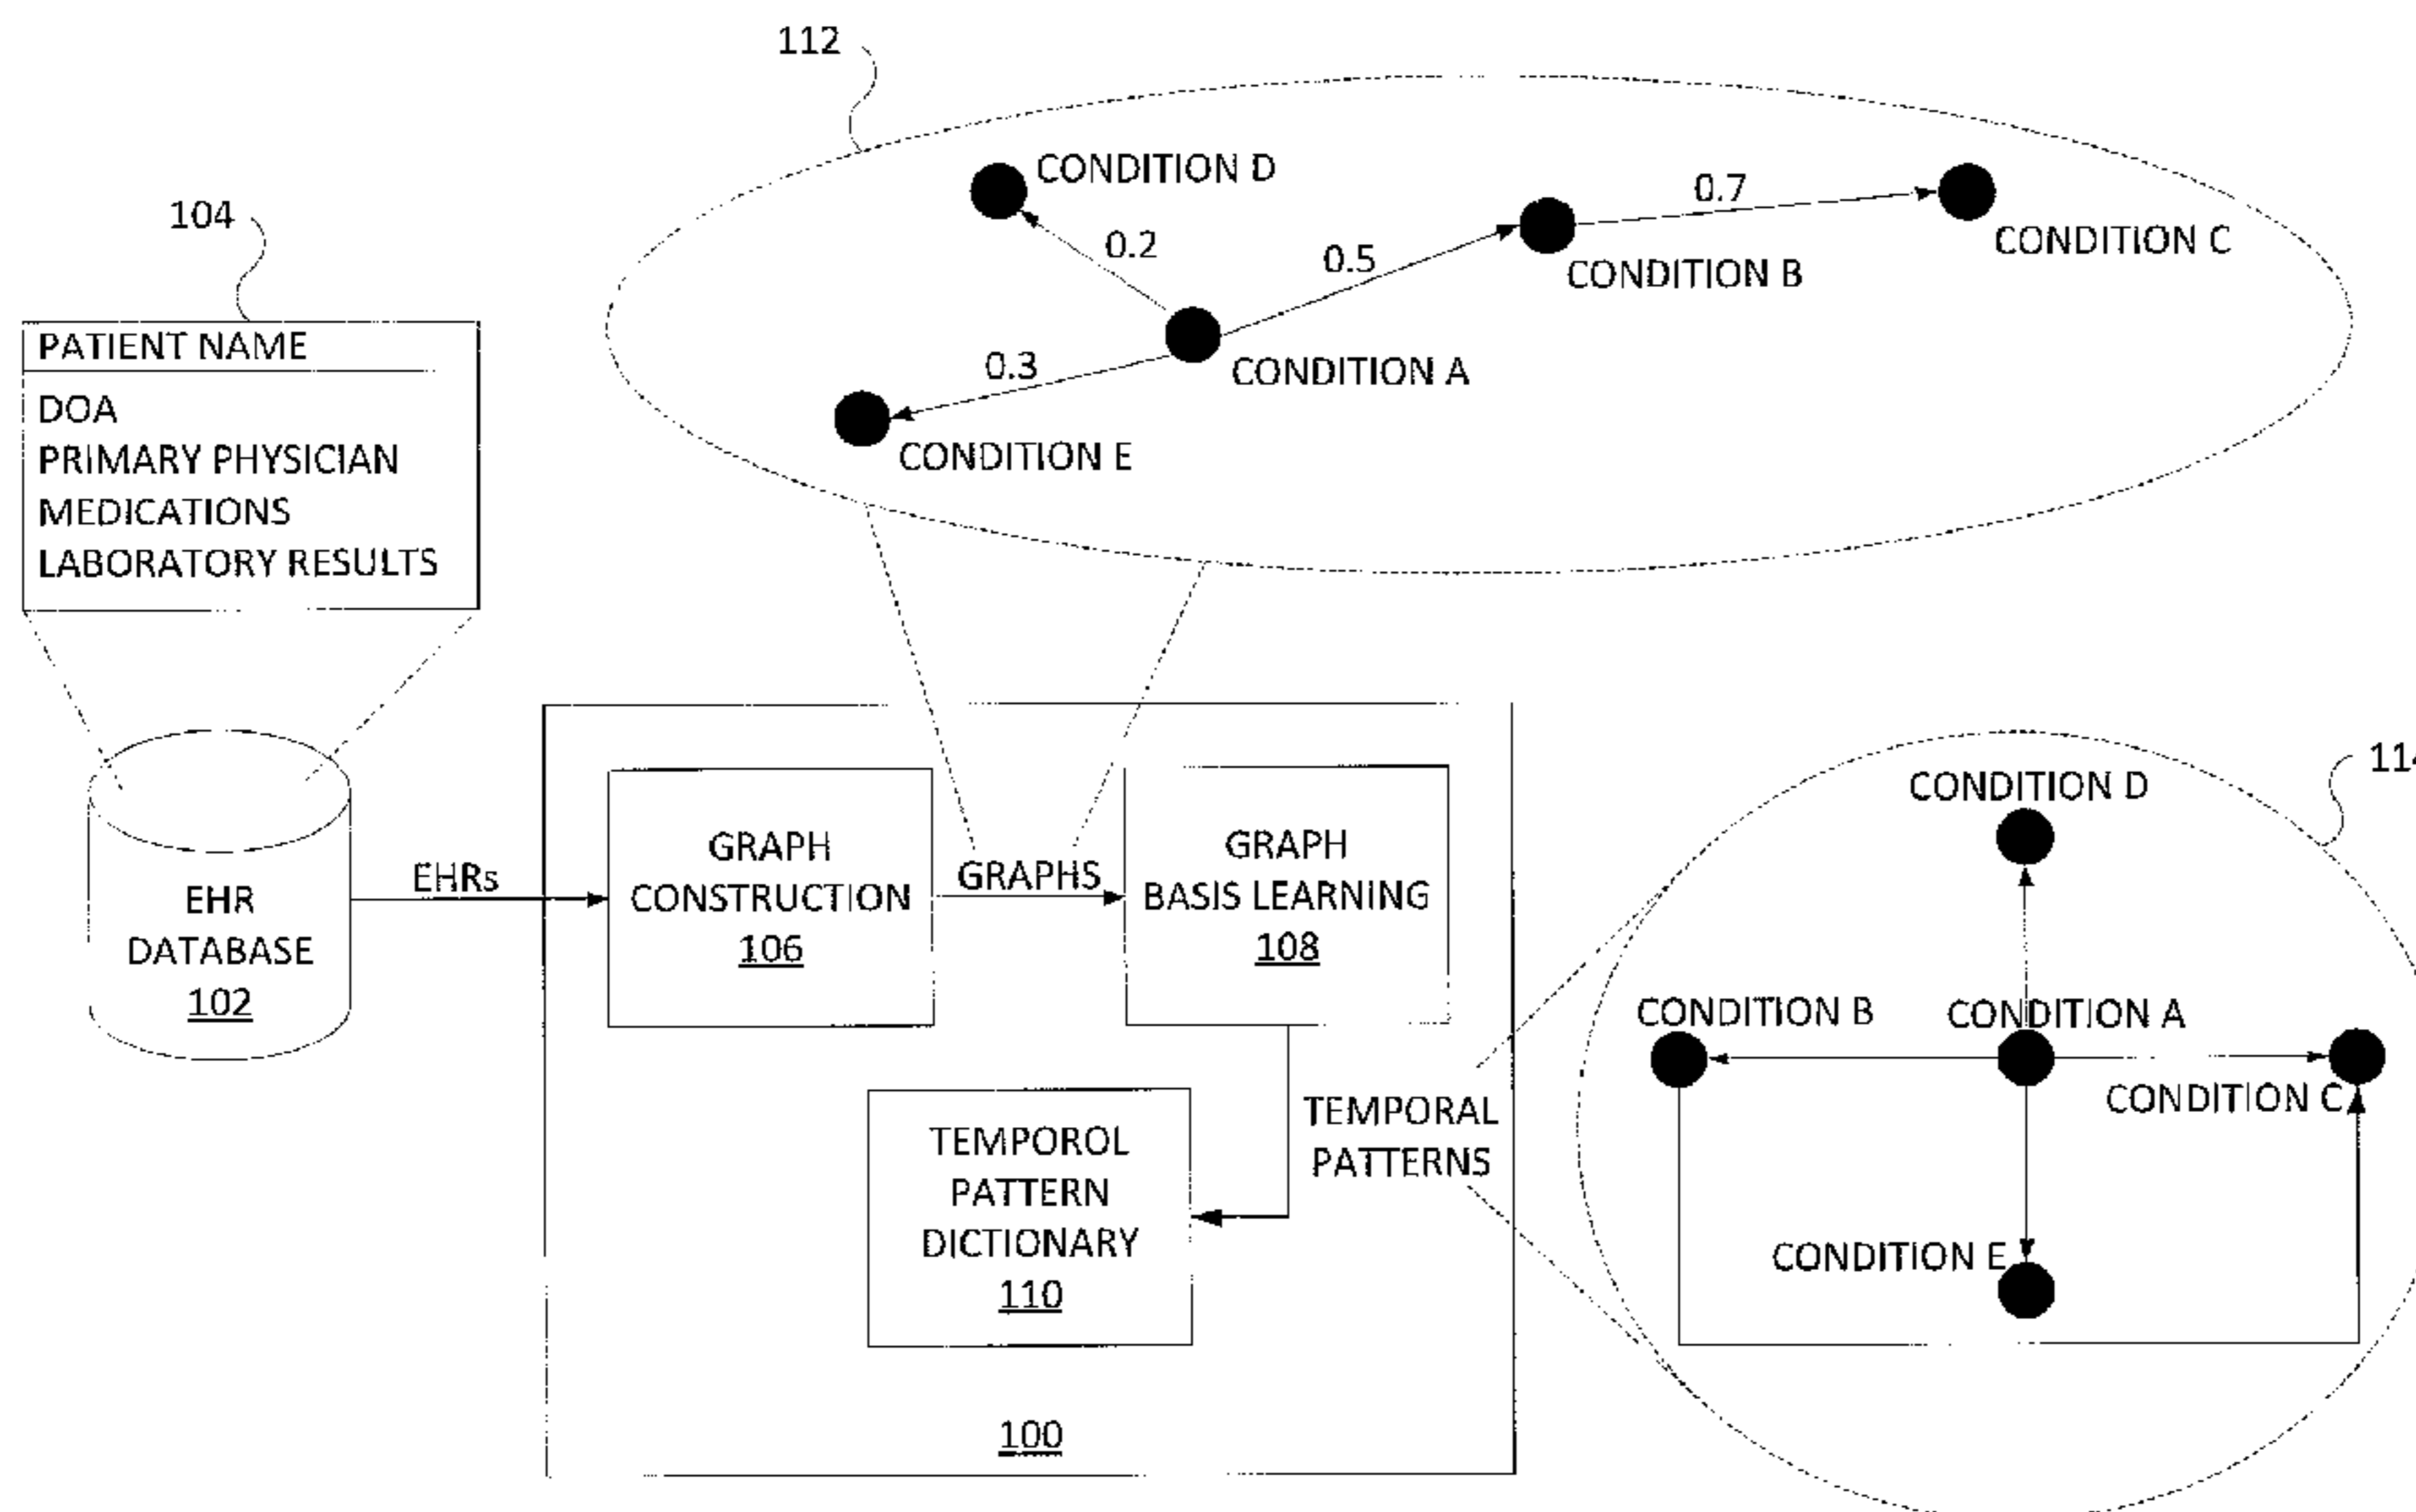 112
CONDITION D
0.7
104
0.2
0.5
CONDITION B
CONDITION C
PATIENT NAME
0.3
CONDITION A
DOA
PRIMARY PHYSICIAN
CONDITION E
MEDICATIONS
LABORATORY RESULTS
114
CONDITION D
EHRs
GRAPH
CONSTRUCTION
106
GRAPHS
GRAPH
BASIS LEARNING
108
EHR
DATABASE
102
CONDITION B
CONDITION A
CONDITION C
TEMPORAL
PATTERNS
TEMPOROL
PATTERN
DICTIONARY
110
CONDITION E
100